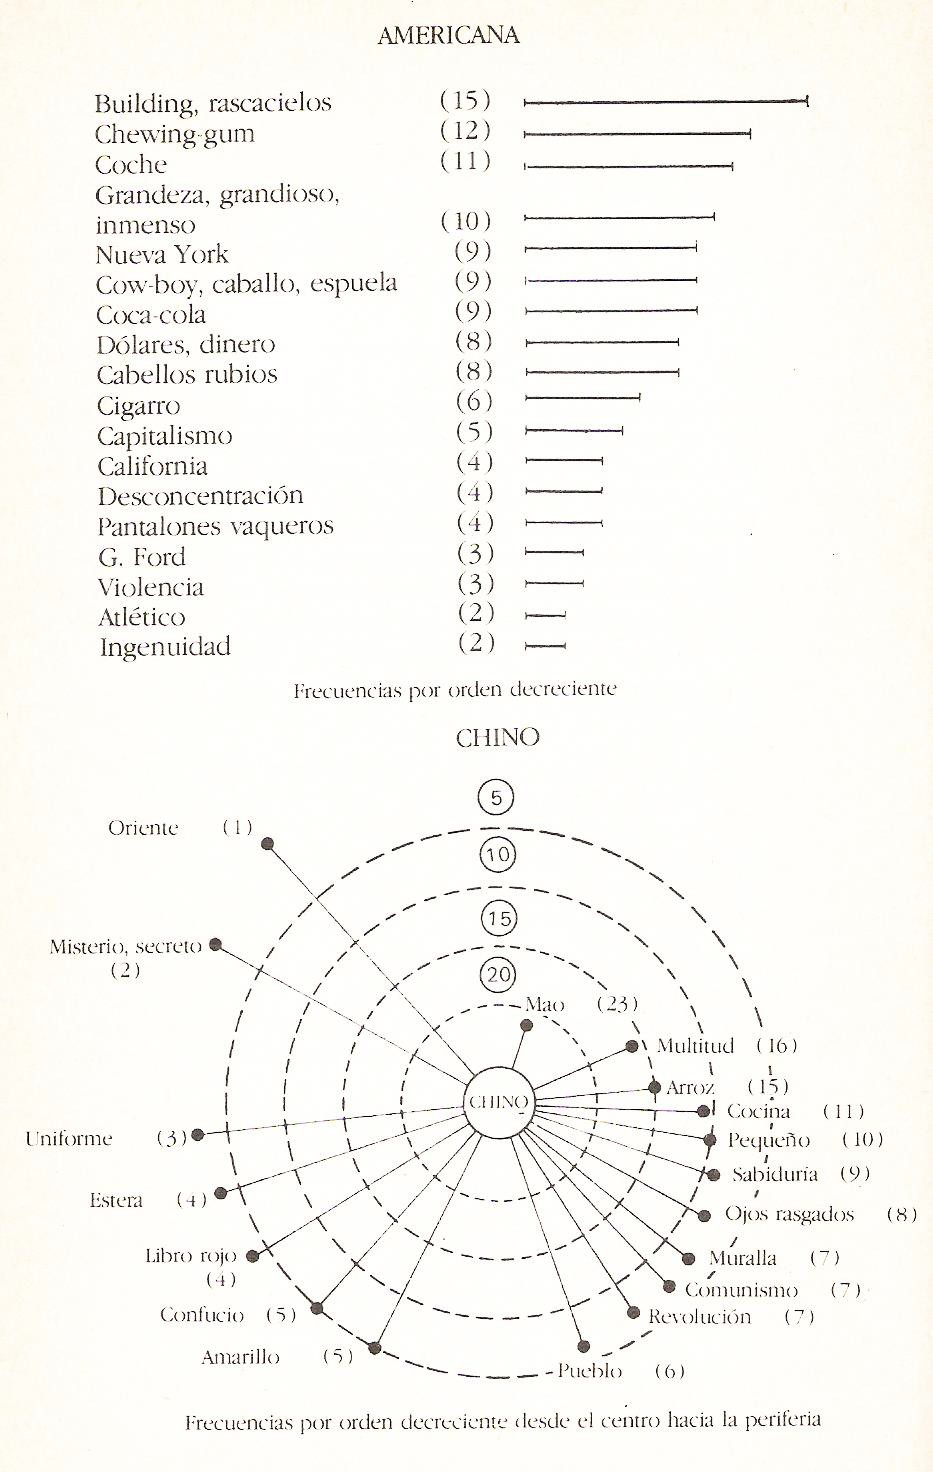 AMERICANA
Building, rascacielos (15)
Chewing-gum (12)
Coche (11)
Grandeza, grandioso,
inmenso (10)
Nueva York (9)
Cow-boy, caballo, espuela (9)
Coca-cola (9)
Dólares, dinero (8)
Cabellos rubios (8)
Cigarro (6)
Capitalismo (5)
California (4)
Desconcentración (4)
Pantalones vaqueros (4)
G. Ford (3)
Violencia (3)
Atlético (2)
Ingenuidad (2)
Frecuencias por orden decreciente
CHINO
5
10
15
20
Oriente (1)
Misterio, secreto
(2)
Mao (23)
Multitud (16)
Arroz (15)
CHINO
Cocina (11)
Uniforme (3)
Pequeño (10)
Sabiduría (9)
Estera (4)
Ojos rasgados (8)
Libro rojo
(4)
Muralla (7)
Comunismo (7)
Confucio (5)
Revolución (7)
Amarillo (5)
Pueblo (6)
Frecuencias por orden decreciente desde el centro hacia la periferia